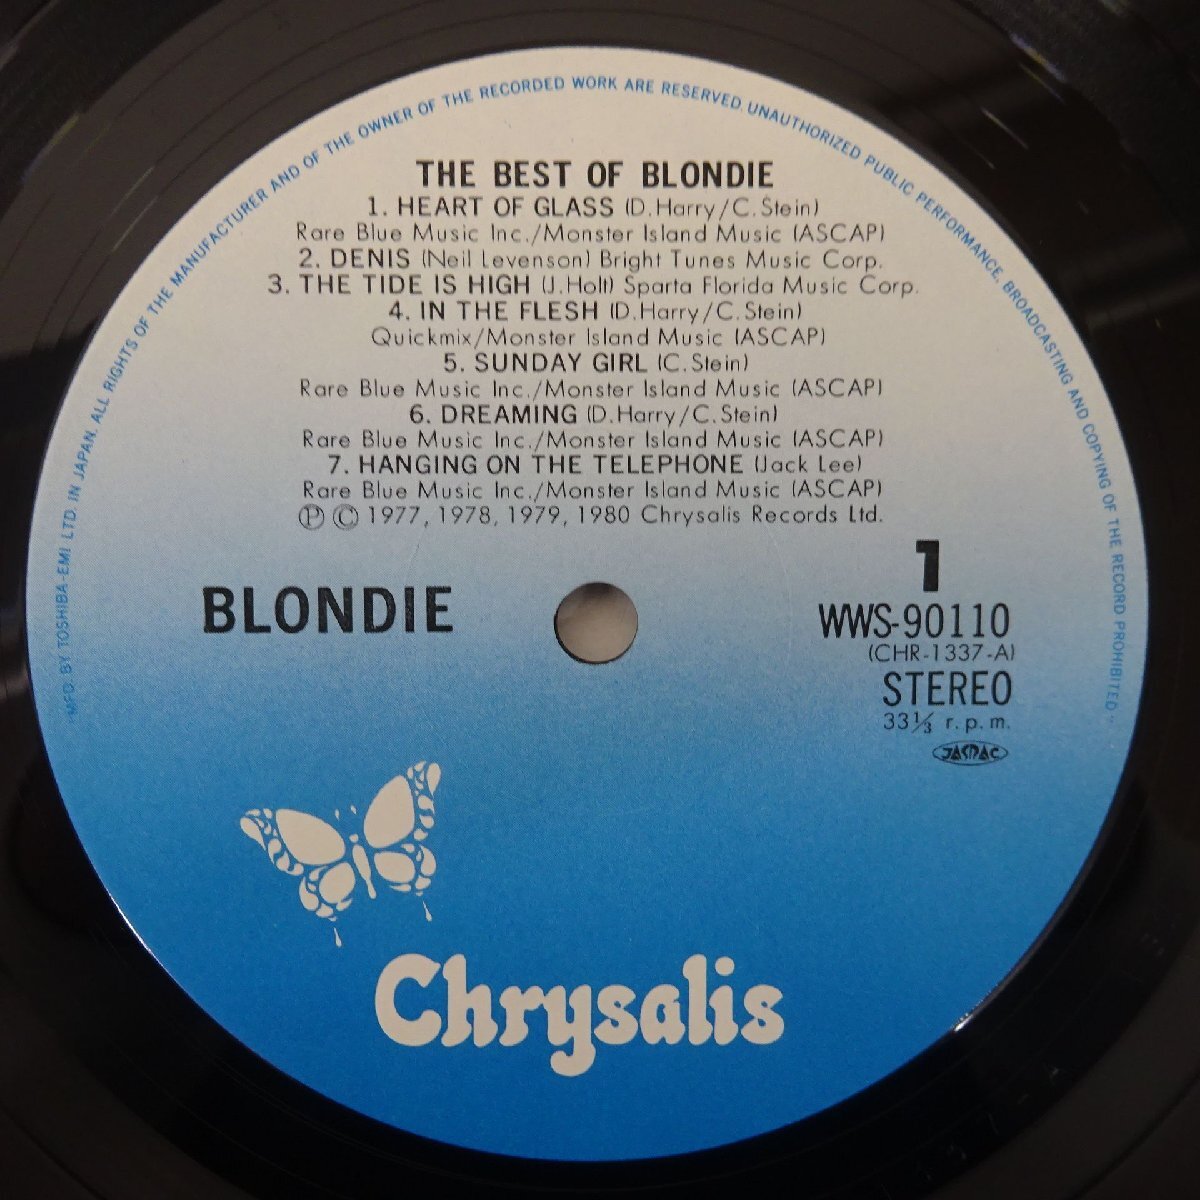 "MFD. BY TOSHIBA-EMI LTD. IN JAPAN. ALL RIGHTS OF THE MANUFACTURER AND OF THE OWNER OF THE RECORDED WORK ARE RESERVED. UNAUTHORIZED PUBLIC PERFORMANCE, BROADCASTING AND COPYING OF THE RECORD PROHIBITED."
THE BEST OF BLONDIE
1. HEART OF GLASS (D.Harry/C.Stein)
Rare Blue Music Inc./Monster Island Music (ASCAP)
2. DENIS (Neil Levenson) Bright Tunes Music Corp.
3. THE TIDE IS HIGH (J.Holt) Sparta Florida Music Corp.
4. IN THE FLESH (D.Harry/C.Stein)
Quickmix/Monster Island Music (ASCAP)
5. SUNDAY GIRL (C.Stein)
Rare Blue Music Inc./Monster Island Music (ASCAP)
6. DREAMING (D.Harry/C.Stein)
Rare Blue Music Inc./Monster Island Music (ASCAP)
7. HANGING ON THE TELEPHONE (Jack Lee)
Rare Blue Music Inc./Monster Island Music (ASCAP)
Ⓟ © 1977, 1978, 1979, 1980 Chrysalis Records Ltd.
BLONDIE
1
WWS-90110
(CHR-1337-A)
STEREO
33⅓ r.p.m.
JASRAC
Chrysalis